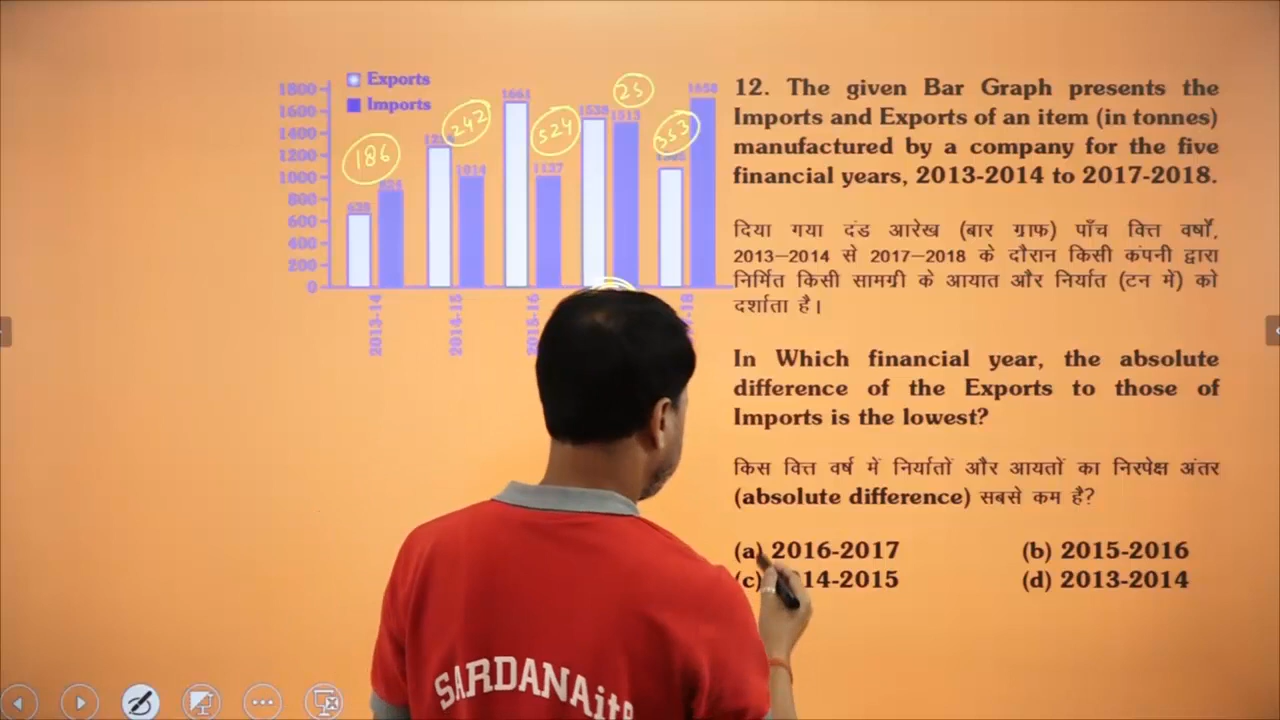 Exports
Imports
1800
1600
1400
1200
1000
800
600
400
200
0
1661
1538
1513
1014
1137
186
242
524
25
553
2013-14
2014-15
2015-16
12. The given Bar Graph presents the
Imports and Exports of an item (in tonnes)
manufactured by a company for the five
financial years, 2013-2014 to 2017-2018.
दिया गया दंड आरेख (बार ग्राफ) पाँच वित्त वर्षों,
2013–2014 से 2017–2018 के दौरान किसी कंपनी द्वारा
निर्मित किसी सामग्री के आयात और निर्यात (टन में) को
दर्शाता है।
In Which financial year, the absolute
difference of the Exports to those of
Imports is the lowest?
किस वित्त वर्ष में निर्यातों और आयतों का निरपेक्ष अंतर
(absolute difference) सबसे कम है?
(a) 2016-2017 (b) 2015-2016
(c) 14-2015 (d) 2013-2014